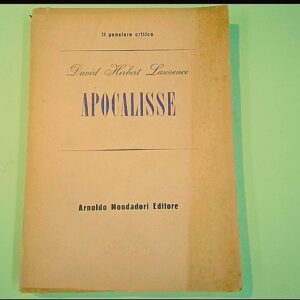 Il pensiero critico
David Herbert Lawrence
APOCALISSE
Arnoldo Mondadori Editore